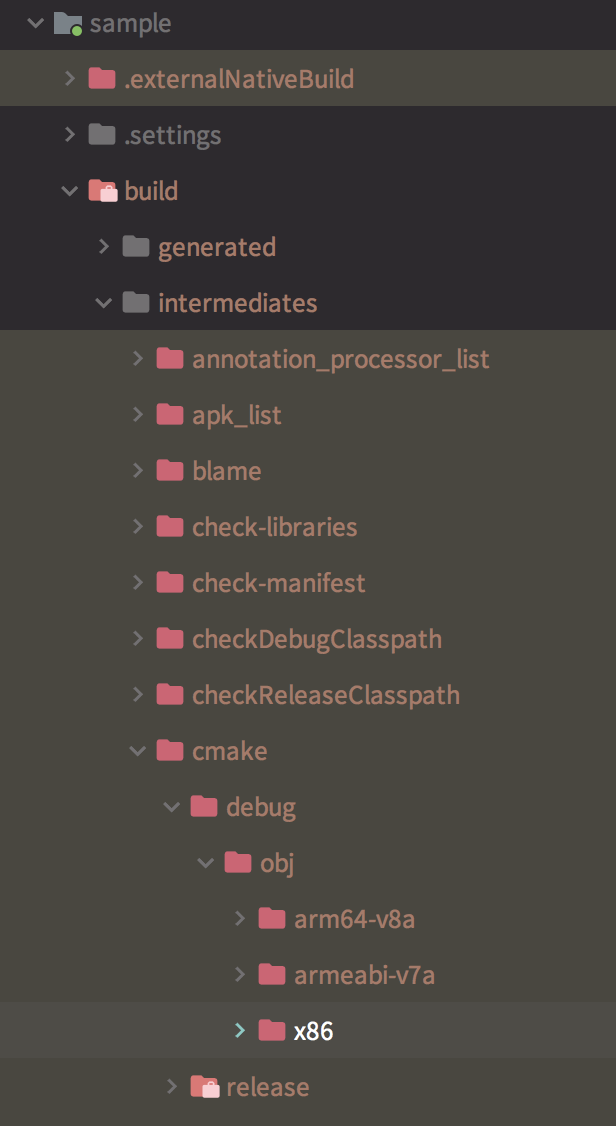 sample
.externalNativeBuild
.settings
build
generated
intermediates
annotation_processor_list
apk_list
blame
check-libraries
check-manifest
checkDebugClasspath
checkReleaseClasspath
cmake
debug
obj
arm64-v8a
armeabi-v7a
x86
release